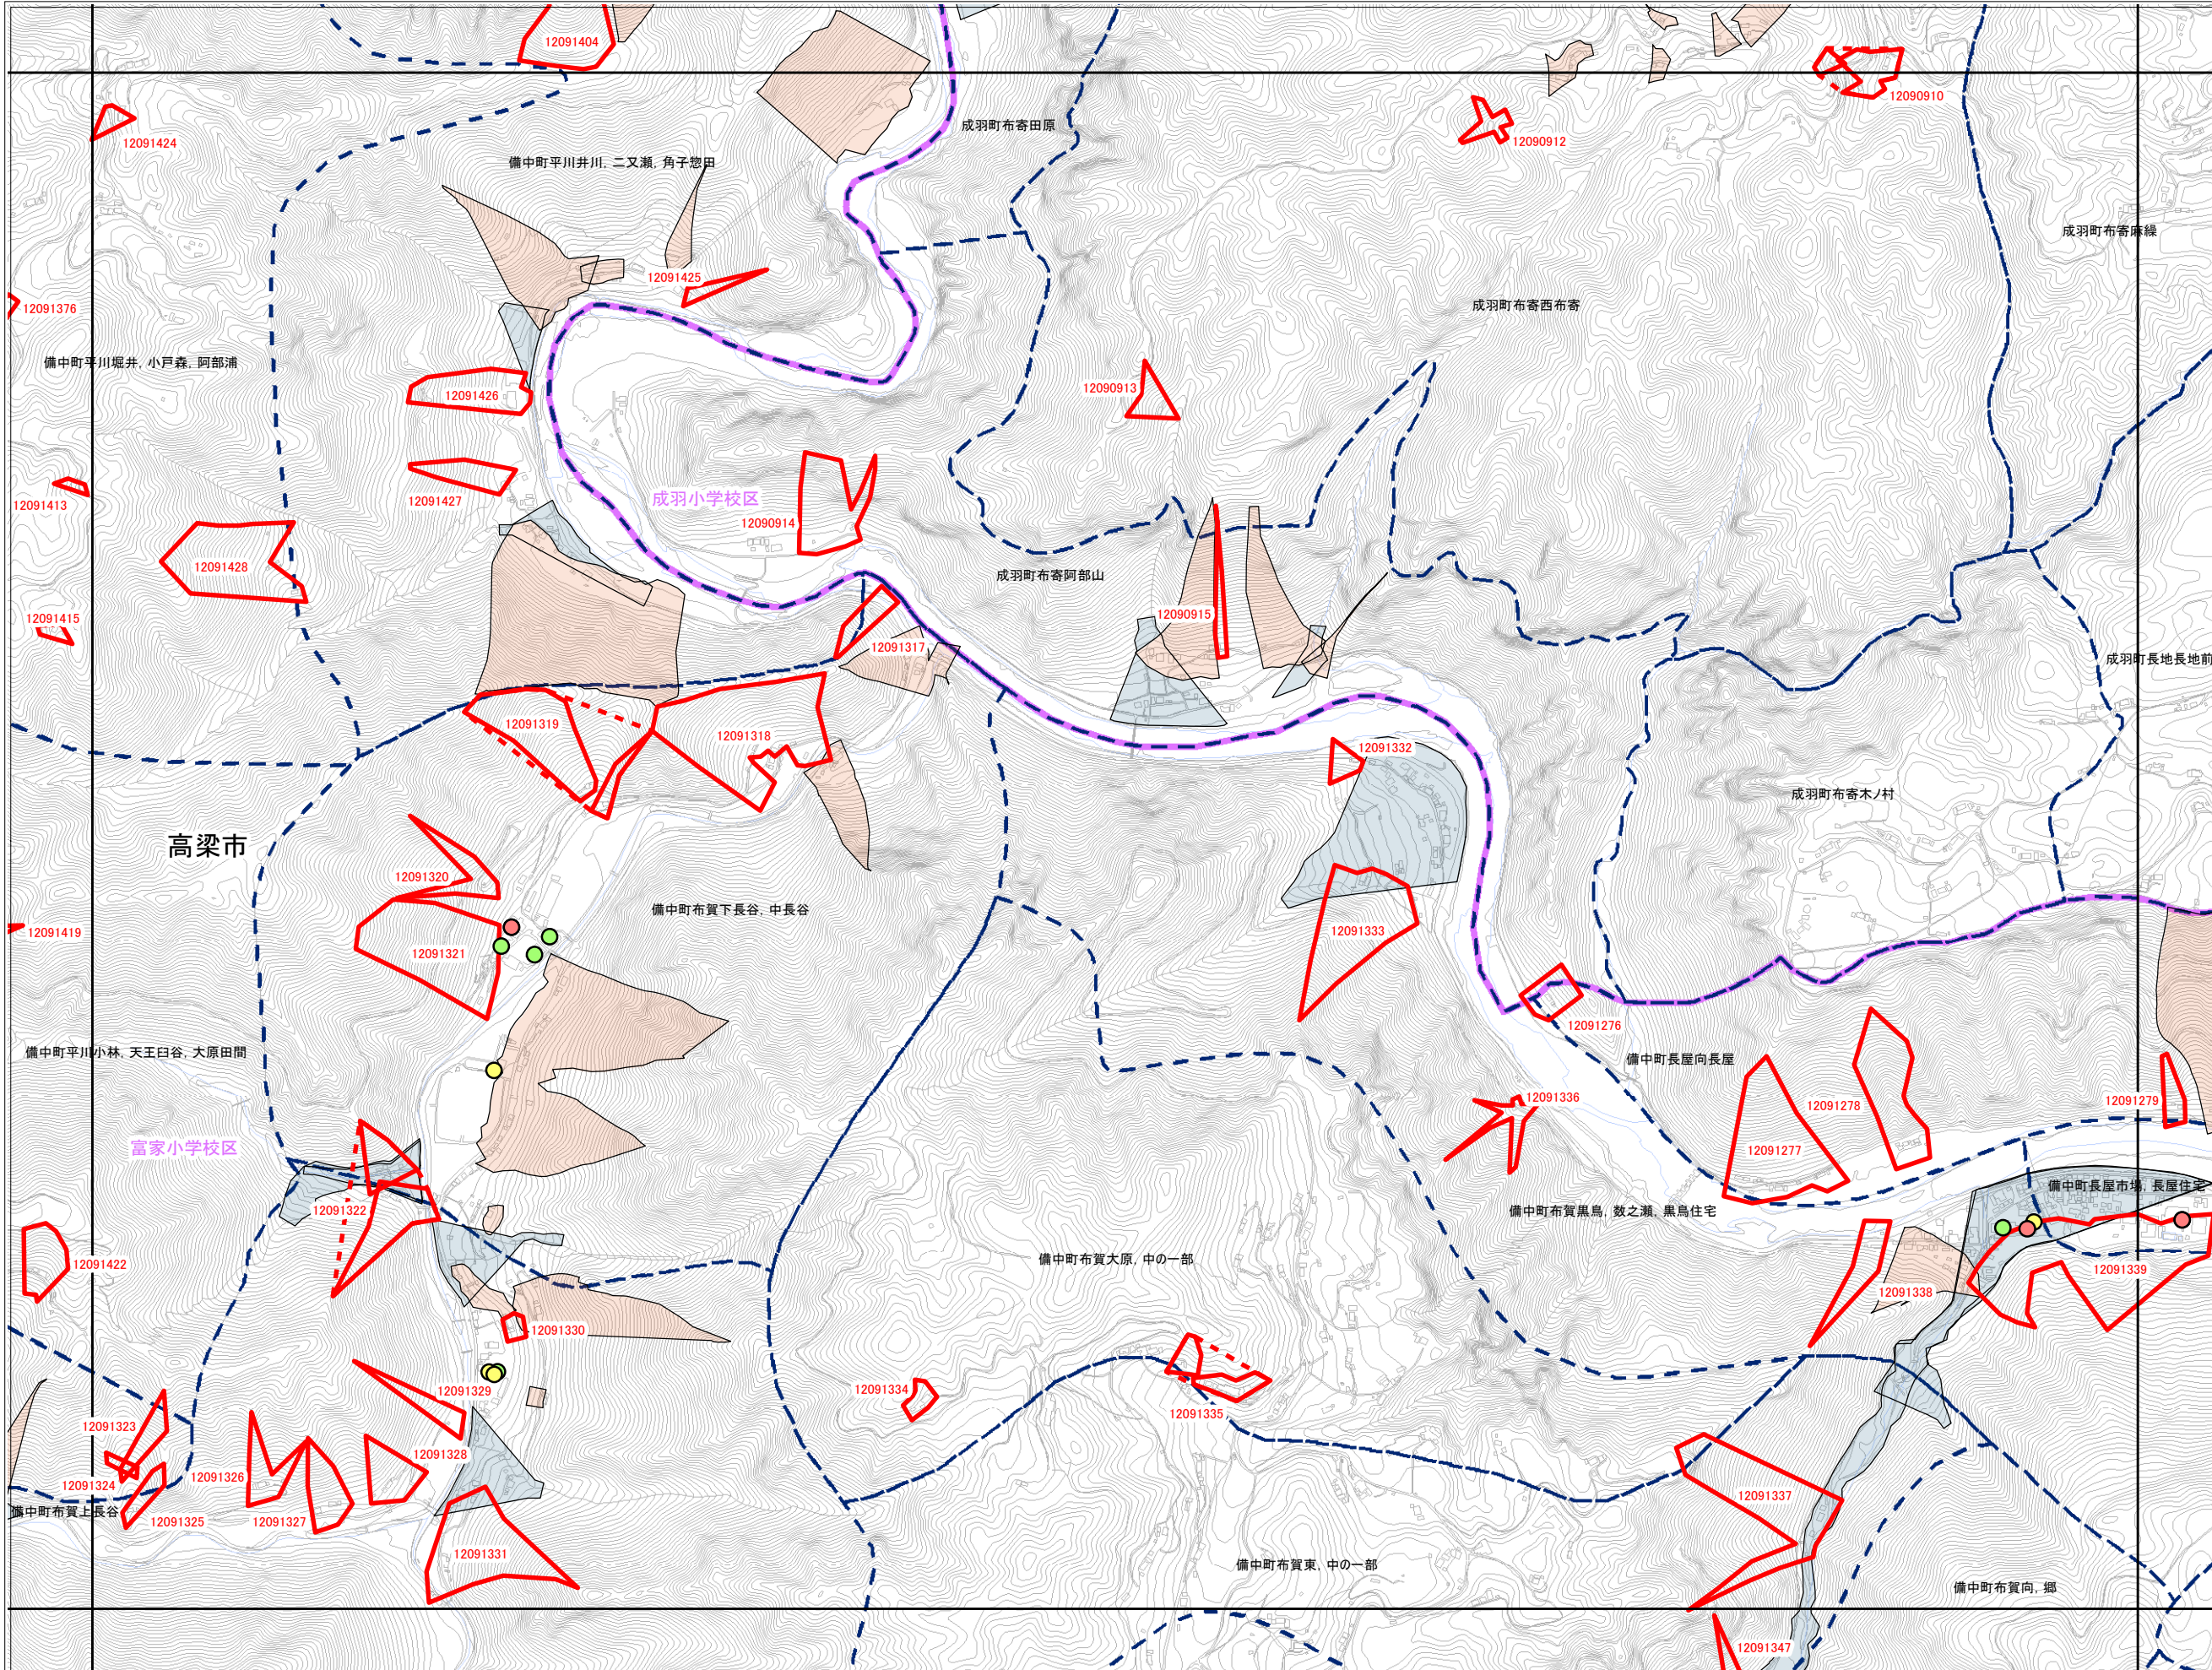 12091404
12090910
成羽町布寄田原
12091424
12090912
備中町平川井川, 二又瀬, 角子惣田
成羽町布寄麻繰
12091425
12091376
成羽町布寄西布寄
備中町平川堀井, 小戸森, 阿部浦
12090913
12091426
成羽小学校区
12091427
12091413
12090914
12091428
成羽町布寄阿部山
12090915
12091415
12091317
成羽町長地長地前
12091319
12091318
12091332
成羽町布寄木ノ村
高梁市
12091320
備中町布賀下長谷, 中長谷
12091419
12091333
12091321
12091276
備中町平川小林, 天王臼谷, 大原田間
備中町長屋向長屋
12091336
12091278
12091279
富家小学校区
12091277
備中町長屋市場, 長屋住宅
12091322
備中町布賀黒鳥, 数之瀬, 黒鳥住宅
備中町布賀大原, 中の一部
12091422
12091339
12091338
12091330
12091329
12091334
12091335
12091323
12091328
12091326
12091324
12091337
備中町布賀上長谷
12091325
12091327
12091331
備中町布賀東, 中の一部
備中町布賀向, 郷
12091347